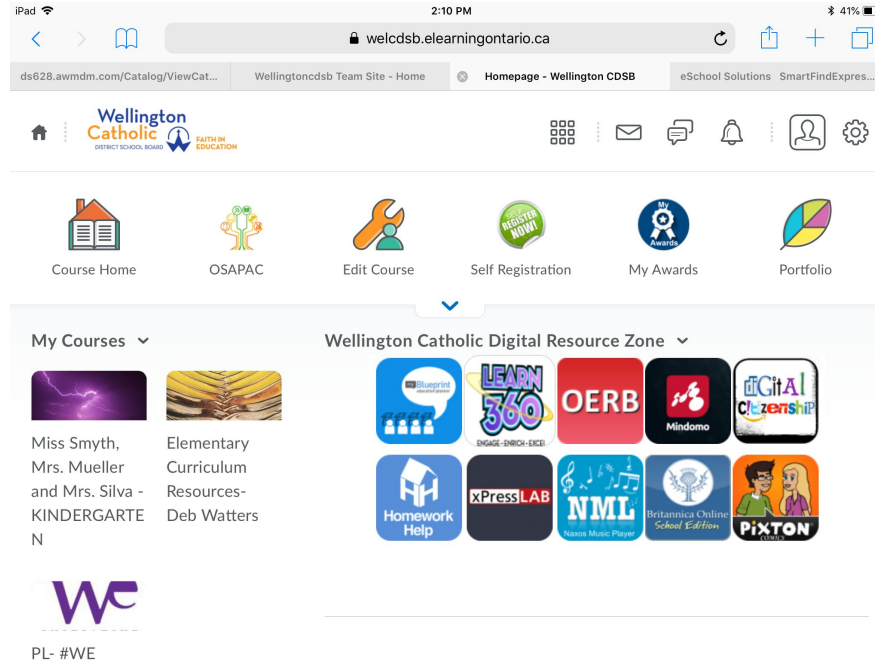 iPad
2:10 PM
41%
welcdsb.elearningontario.ca
ds628.awmdm.com/Catalog/ViewCat...
Wellingtoncdsb Team Site - Home
Homepage - Wellington CDSB
eSchool Solutions SmartFindExpres...
Wellington
Catholic
DISTRICT SCHOOL BOARD
FAITH IN
EDUCATION
REGISTER
NOW!
My
Awards
Course Home
OSAPAC
Edit Course
Self Registration
My Awards
Portfolio
My Courses
Wellington Catholic Digital Resource Zone
myBlueprint
education planner
LEARN
360
ENGAGE - ENRICH - EXCEL
OERB
Mindomo
diGitAl
CitizenshiP
Miss Smyth,
Mrs. Mueller
and Mrs. Silva -
KINDERGARTE
N
Elementary
Curriculum
Resources-
Deb Watters
HH
Homework
Help
xPressLAB
NML
Naxos Music Player
Britannica Online
School Edition
PiXTON
COMICS
We
PL- #WE